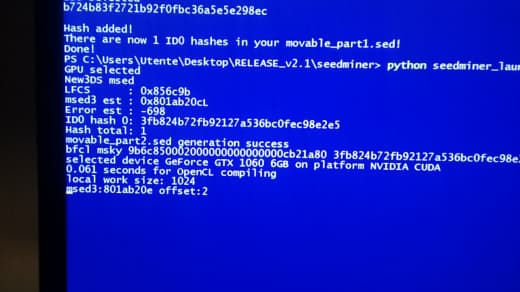 b724b83f2721b92f0fbc36a5e5e298ec
Hash added!
There are now 1 ID0 hashes in your movable_part1.sed!
Done!
PS C:\Users\Utente\Desktop\RELEASE_v2.1\seedminer> python seedminer_lau
GPU selected
New3DS msed
LFCS : 0x856c9b
msed3 est : 0x801ab20cL
Error est : -698
ID0 hash 0: 3fb824b72fb92127a536bc0fec98e2e5
Hash total: 1
movable_part2.sed generation success
bfcl msky 9b6c8500020000000000000000cb21a80 3fb824b72fb92127a536bc0fec98e2
selected device GeForce GTX 1060 6GB on platform NVIDIA CUDA
0.061 seconds for OpenCL compiling
local work size: 1024
msed3:801ab20e offset:2